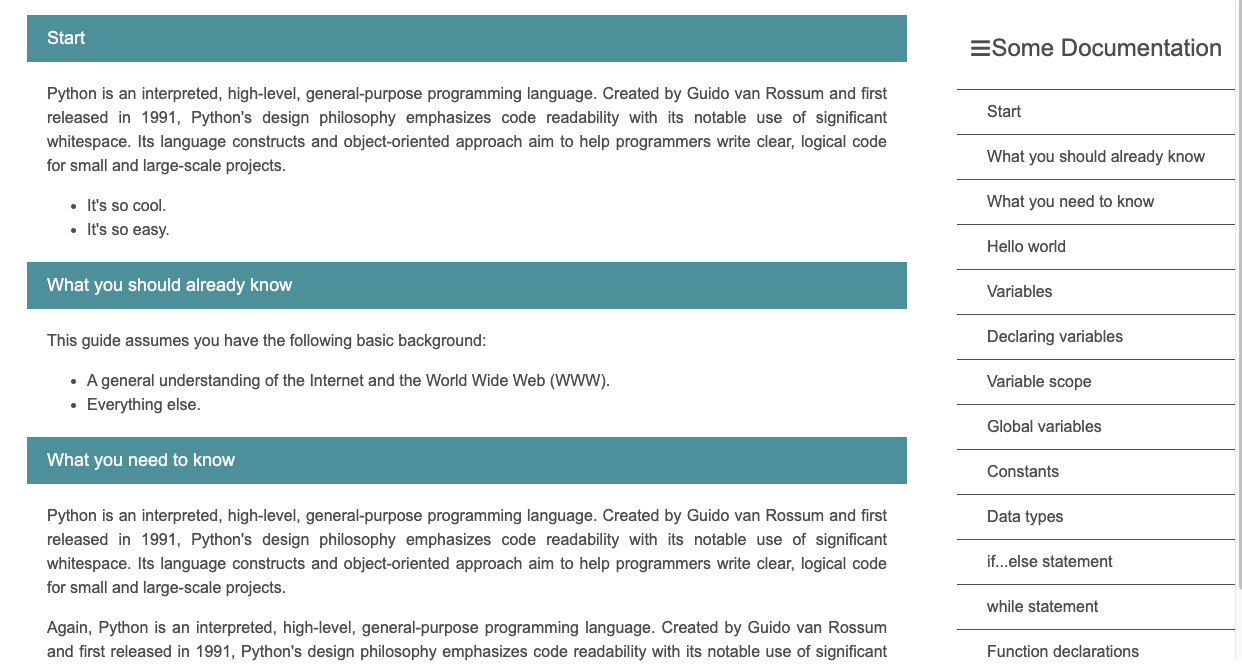 Start
Python is an interpreted, high-level, general-purpose programming language. Created by Guido van Rossum and first
released in 1991, Python's design philosophy emphasizes code readability with its notable use of significant
whitespace. Its language constructs and object-oriented approach aim to help programmers write clear, logical code
for small and large-scale projects.
It's so cool.
It's so easy.
What you should already know
This guide assumes you have the following basic background:
A general understanding of the Internet and the World Wide Web (WWW).
Everything else.
What you need to know
Python is an interpreted, high-level, general-purpose programming language. Created by Guido van Rossum and first
released in 1991, Python's design philosophy emphasizes code readability with its notable use of significant
whitespace. Its language constructs and object-oriented approach aim to help programmers write clear, logical code
for small and large-scale projects.
Again, Python is an interpreted, high-level, general-purpose programming language. Created by Guido van Rossum
and first released in 1991, Python's design philosophy emphasizes code readability with its notable use of significant
Some Documentation
Start
What you should already know
What you need to know
Hello world
Variables
Declaring variables
Variable scope
Global variables
Constants
Data types
if...else statement
while statement
Function declarations